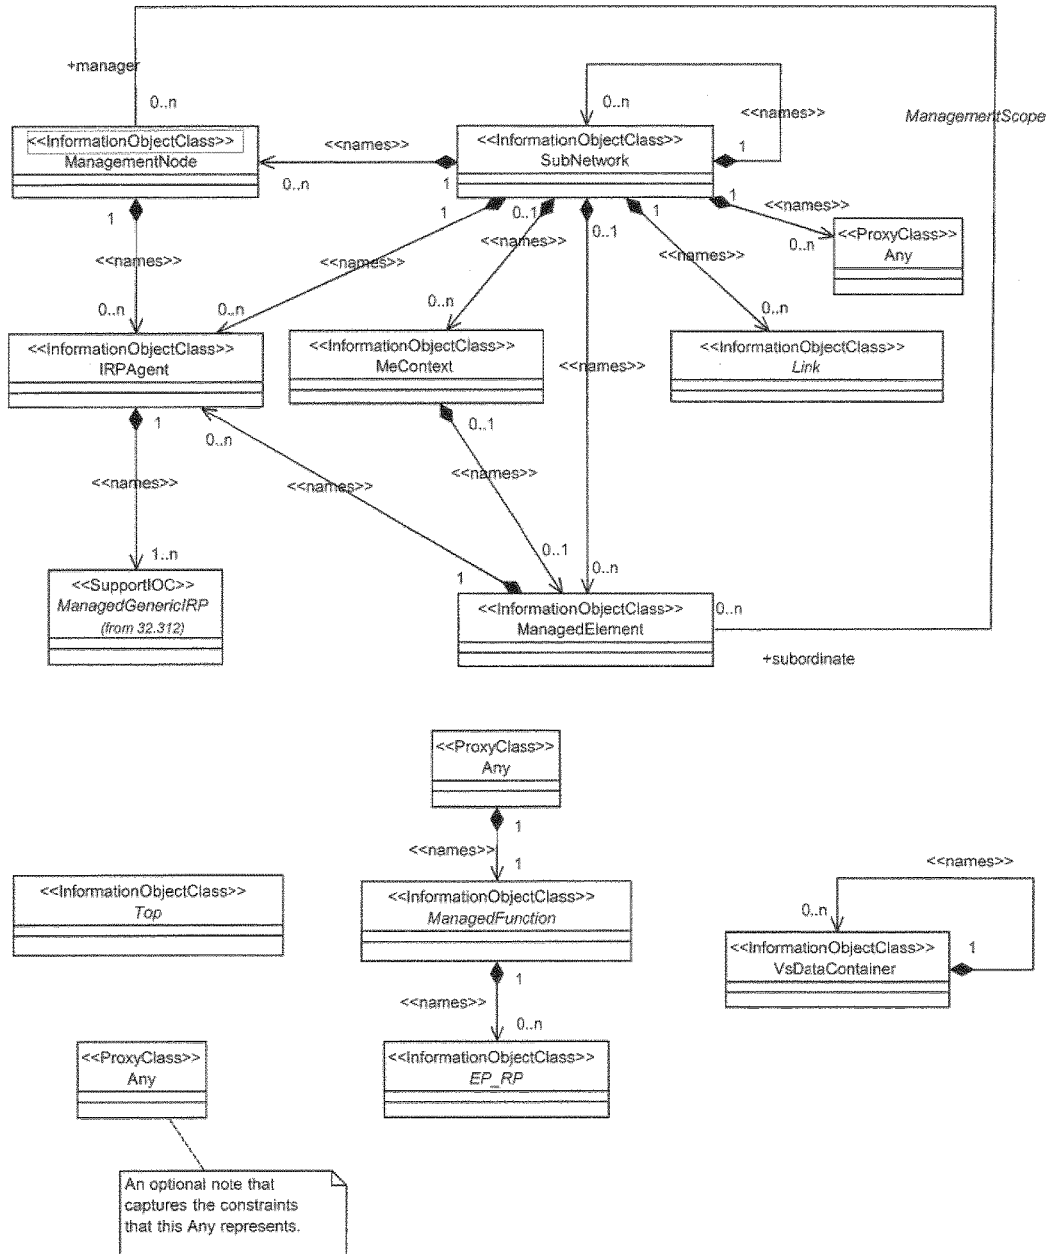 +manager
0..n
0..n
<<names>>
ManagementScope
<<InformationObjectClass>>
ManagementNode
<<names>>
0..n
1
<<InformationObjectClass>>
SubNetwork
1
1
<<names>>
0..n
1
<<names>>
0..n
0..1
<<names>>
0..n
0..1
<<names>>
0..n
1
<<names>>
0..n
1
<<names>>
0..n
<<ProxyClass>>
Any
<<InformationObjectClass>>
IRPAgent
<<InformationObjectClass>>
MeContext
<<InformationObjectClass>>
Link
1
<<names>>
1..n
0..n
<<names>>
1
0..1
<<names>>
0..1
<<SupportIOC>>
ManagedGenericIRP
(from 32.312)
<<InformationObjectClass>>
ManagedElement
0..n
+subordinate
<<ProxyClass>>
Any
1
<<names>>
1
<<InformationObjectClass>>
Top
<<InformationObjectClass>>
ManagedFunction
1
<<names>>
0..n
<<InformationObjectClass>>
EP_RP
<<names>>
0..n
<<InformationObjectClass>>
VsDataContainer
1
<<ProxyClass>>
Any
An optional note that
captures the constraints
that this Any represents.